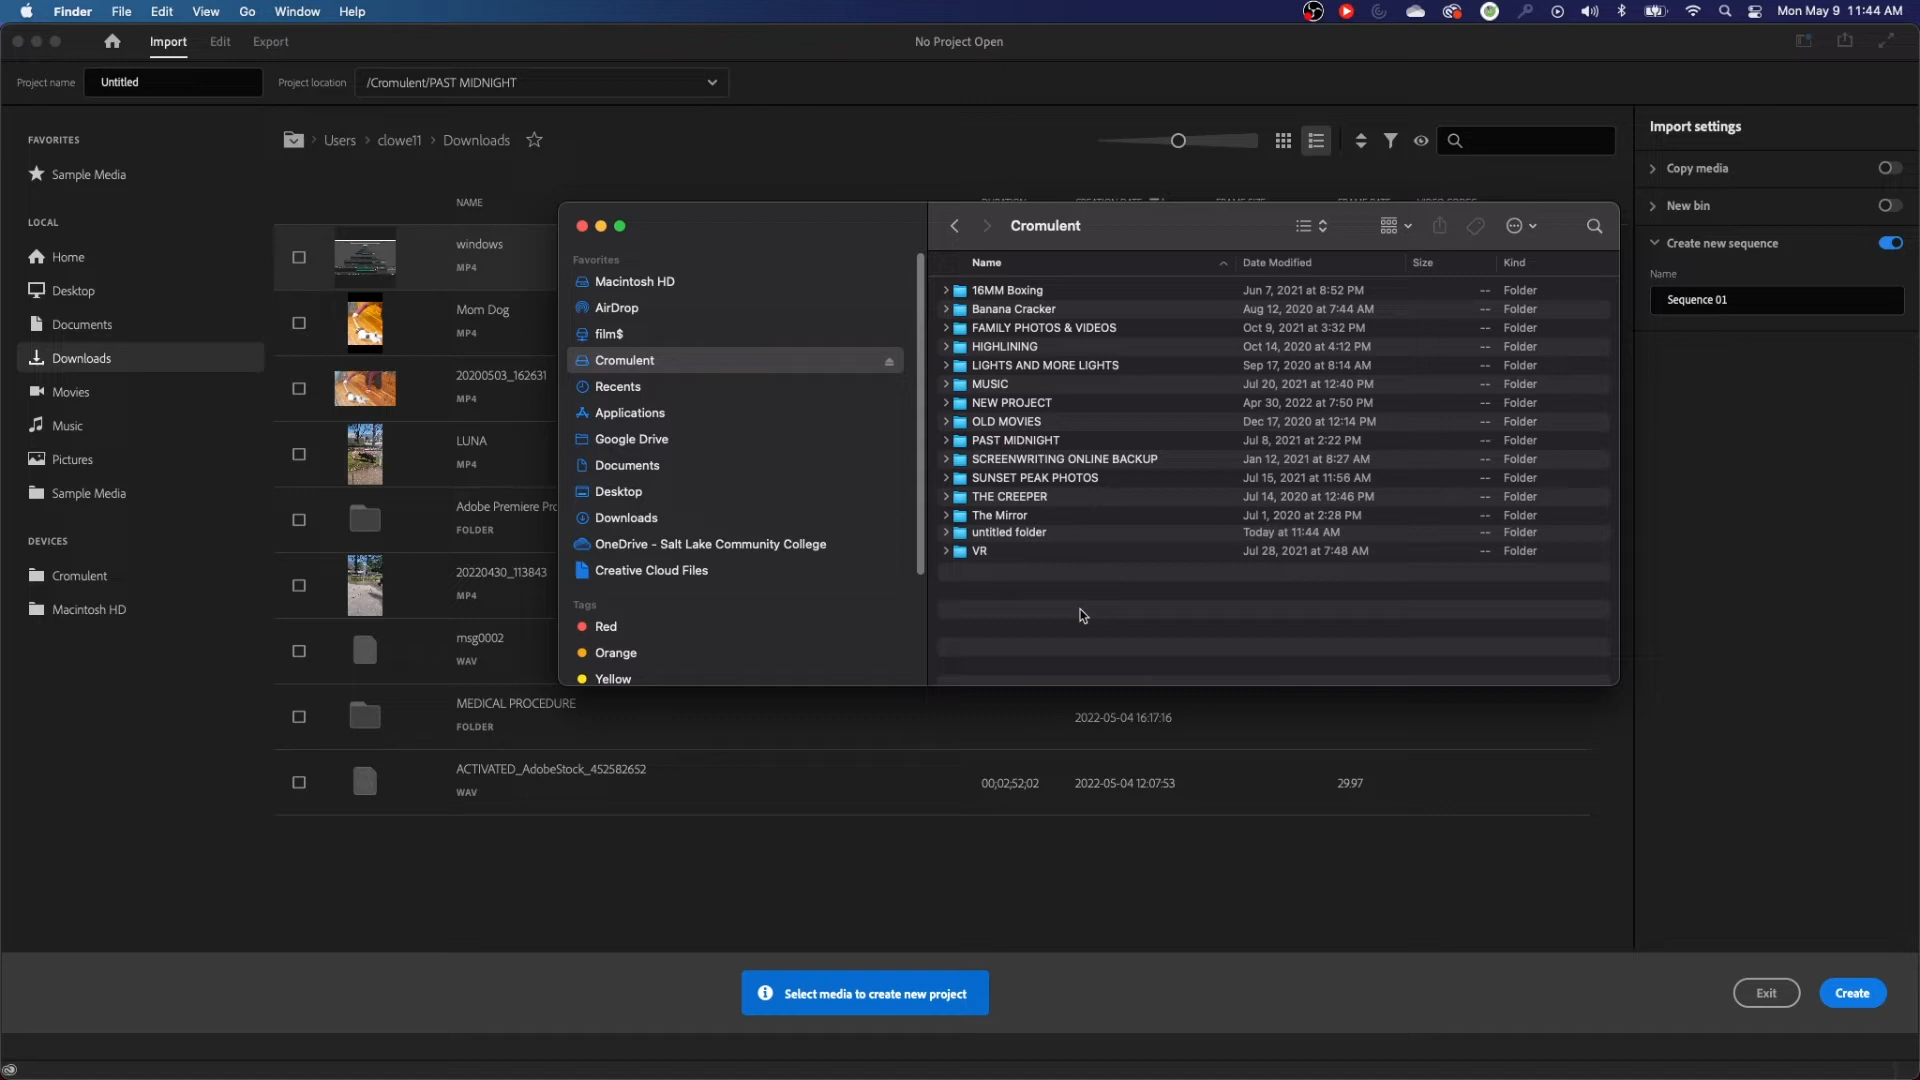 Finder File Edit View Go Window Help
Mon May 9 11:44 AM
Import Edit Export
No Project Open
Project name Untitled Project location /Cromulent/PAST MIDNIGHT
FAVORITES
Sample Media
LOCAL
Home
Desktop
Documents
Downloads
Movies
Music
Pictures
Sample Media
DEVICES
Cromulent
Macintosh HD
Users > clowe11 > Downloads
NAME
windows
MP4
Mom Dog
MP4
20200503_162631
MP4
LUNA
MP4
Adobe Premiere Pro
FOLDER
20220430_113843
MP4
msg0002
WAV
MEDICAL PROCEDURE
FOLDER
2022-05-04 16:17:16
ACTIVATED_AdobeStock_452582652
WAV
00;02;52;02 2022-05-04 12:07:53 29.97
Favorites
Macintosh HD
AirDrop
film$
Cromulent
Recents
Applications
Google Drive
Documents
Desktop
Downloads
OneDrive - Salt Lake Community College
Creative Cloud Files
Tags
Red
Orange
Yellow
Cromulent
Name Date Modified Size Kind
16MM Boxing Jun 7, 2021 at 8:52 PM -- Folder
Banana Cracker Aug 12, 2020 at 7:44 AM -- Folder
FAMILY PHOTOS & VIDEOS Oct 9, 2021 at 3:32 PM -- Folder
HIGHLINING Oct 14, 2020 at 4:12 PM -- Folder
LIGHTS AND MORE LIGHTS Sep 17, 2020 at 8:14 AM -- Folder
MUSIC Jul 20, 2021 at 12:40 PM -- Folder
NEW PROJECT Apr 30, 2022 at 7:50 PM -- Folder
OLD MOVIES Dec 17, 2020 at 12:14 PM -- Folder
PAST MIDNIGHT Jul 8, 2021 at 2:22 PM -- Folder
SCREENWRITING ONLINE BACKUP Jan 12, 2021 at 8:27 AM -- Folder
SUNSET PEAK PHOTOS Jul 15, 2021 at 11:56 AM -- Folder
THE CREEPER Jul 14, 2020 at 12:46 PM -- Folder
The Mirror Jul 1, 2020 at 2:28 PM -- Folder
untitled folder Today at 11:44 AM -- Folder
VR Jul 28, 2021 at 7:48 AM -- Folder
Import settings
Copy media
New bin
Create new sequence
Name
Sequence 01
Select media to create new project
Exit Create